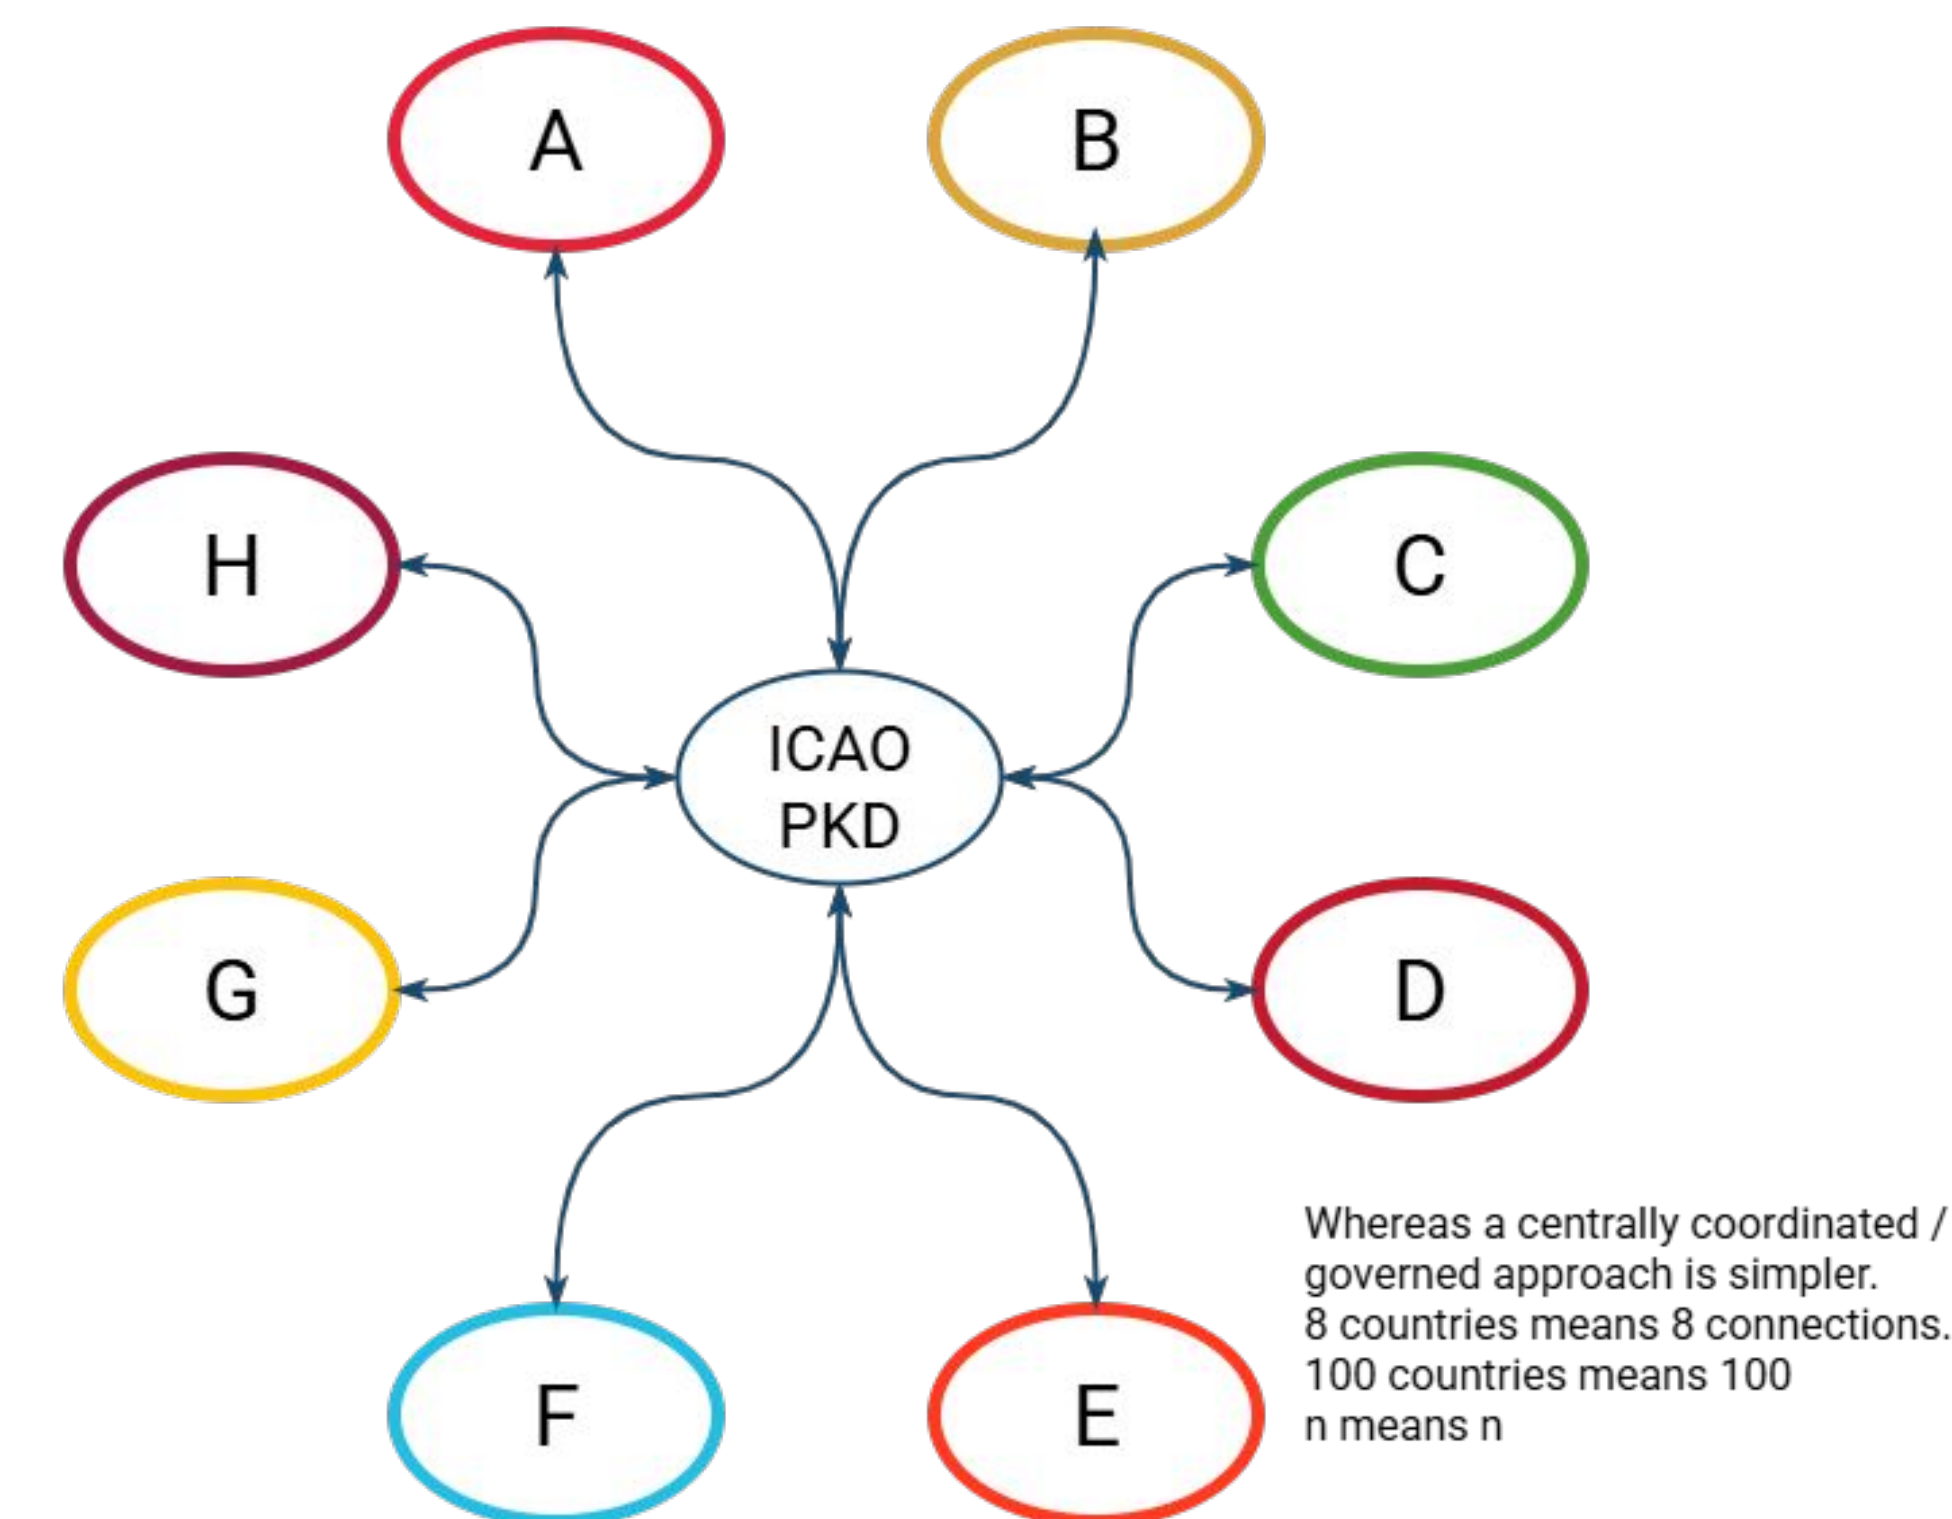 A
B
H
C
ICAO
PKD
G
D
F
E
Whereas a centrally coordinated /
governed approach is simpler.
8 countries means 8 connections.
100 countries means 100
n means n